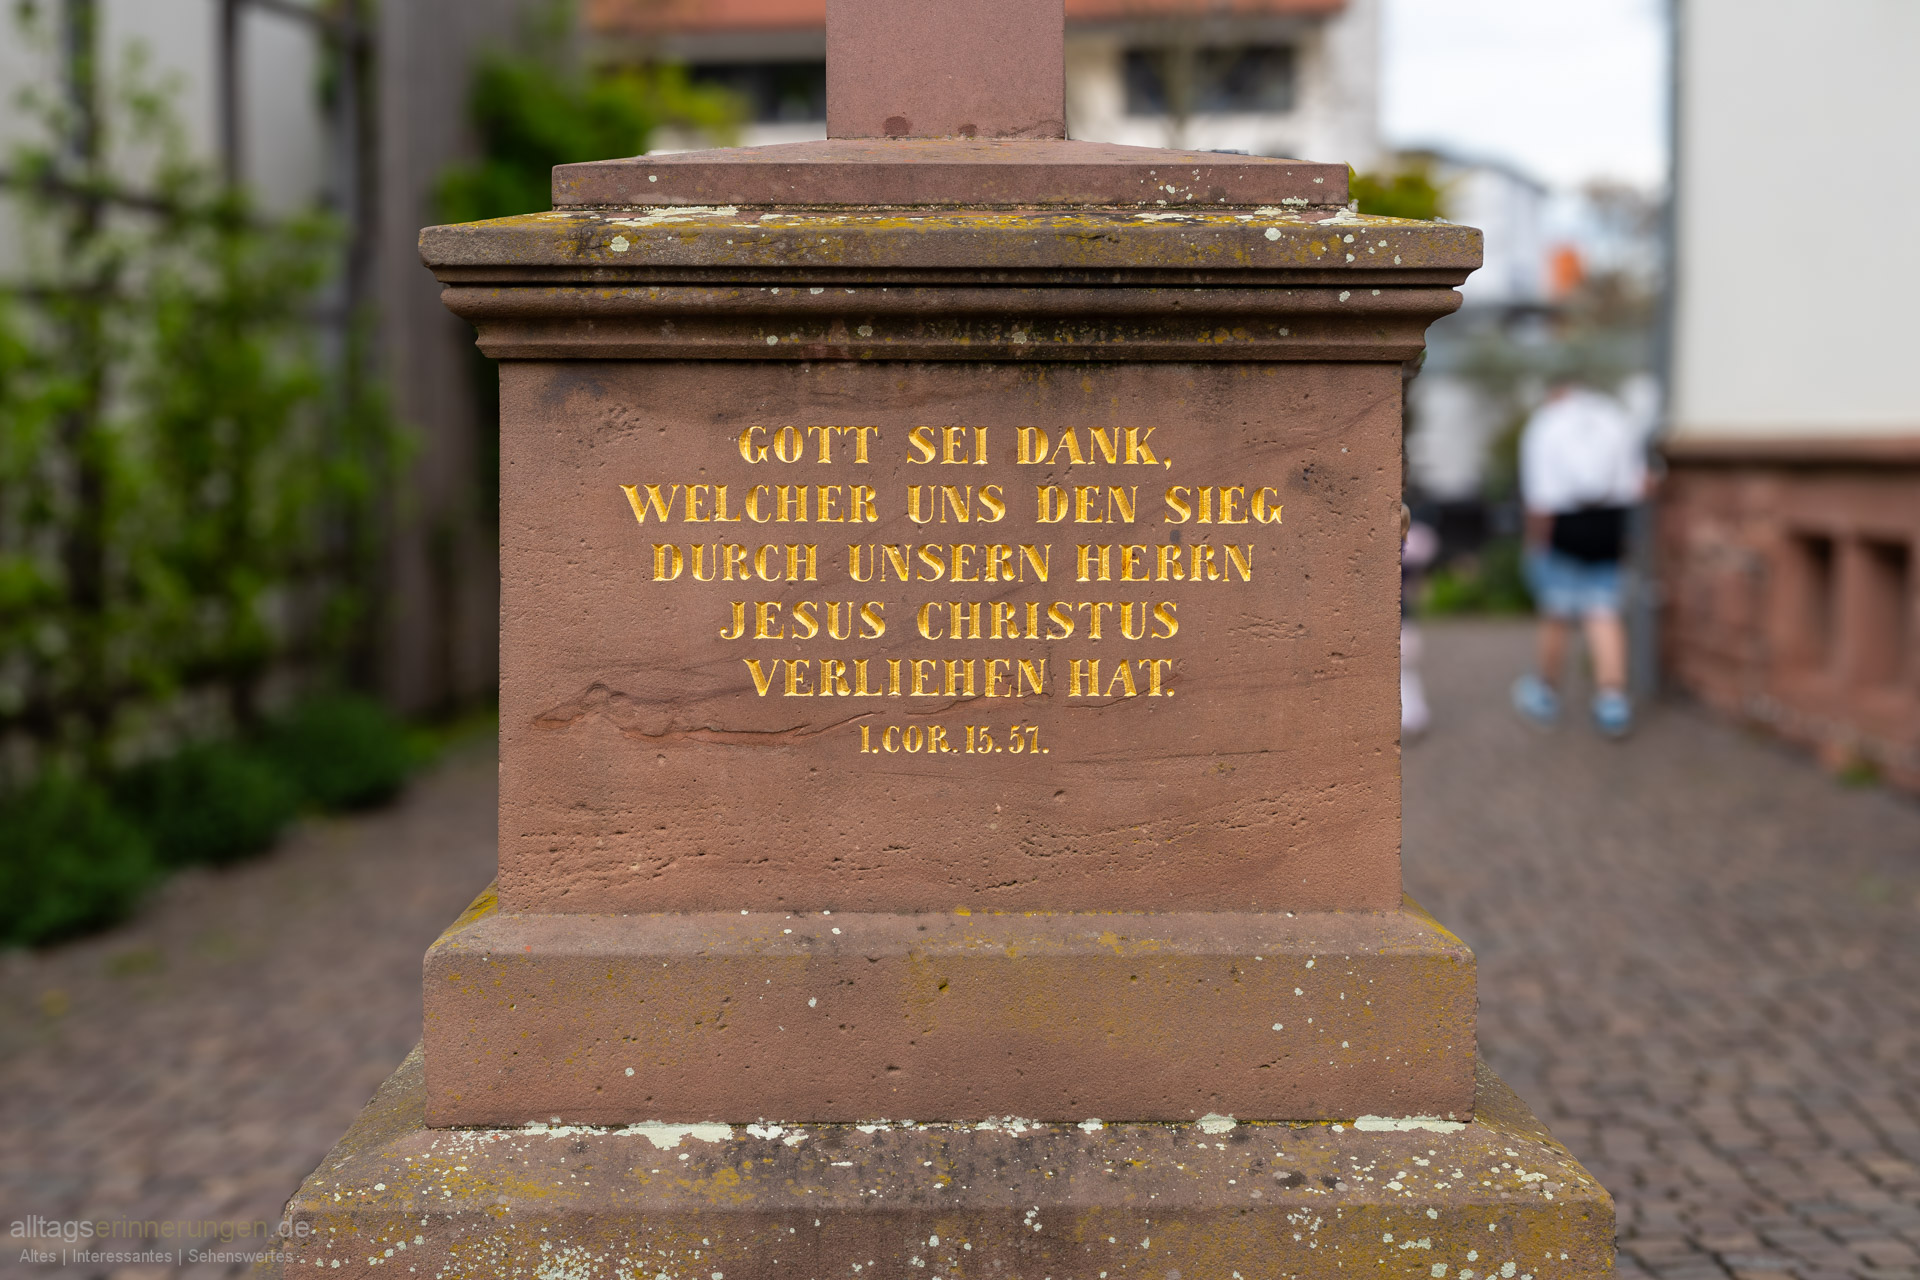 GOTT SEI DANK,
WELCHER UNS DEN SIEG
DURCH UNSERN HERRN
JESUS CHRISTUS
VERLIEHEN HAT.
1.COR.15.57.
alltagserinnerungen.de
Altes | Interessantes | Sehenswertes